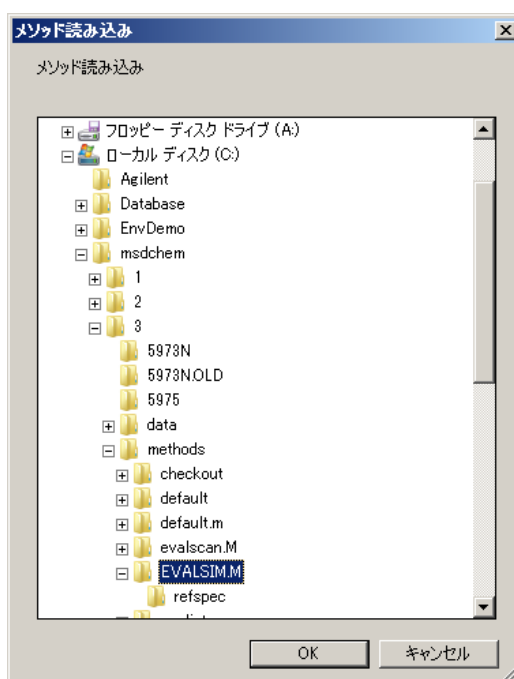 メソッド読み込み
メソッド読み込み
フロッピー ディスク ドライブ (A:)
ローカル ディスク (C:)
Agilent
Database
EnvDemo
msdchem
1
2
3
5973N
5973N.OLD
5975
data
methods
checkout
default
default.m
evalscan.M
EVALSIM.M
refspec
OK キャンセル